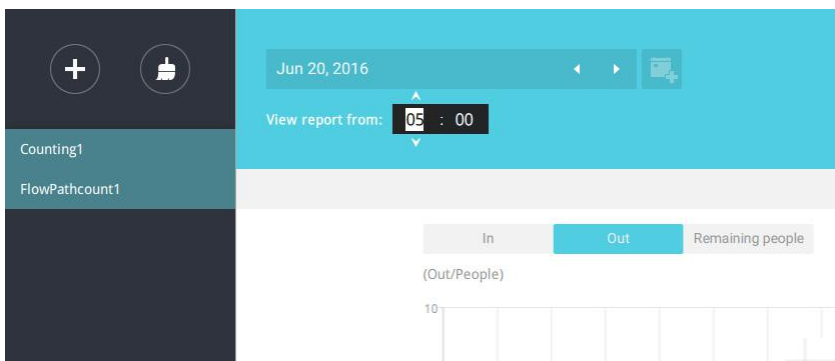 Jun 20, 2016
View report from: 05 : 00
Counting1
FlowPathcount1
In Out Remaining people
(Out/People)
10